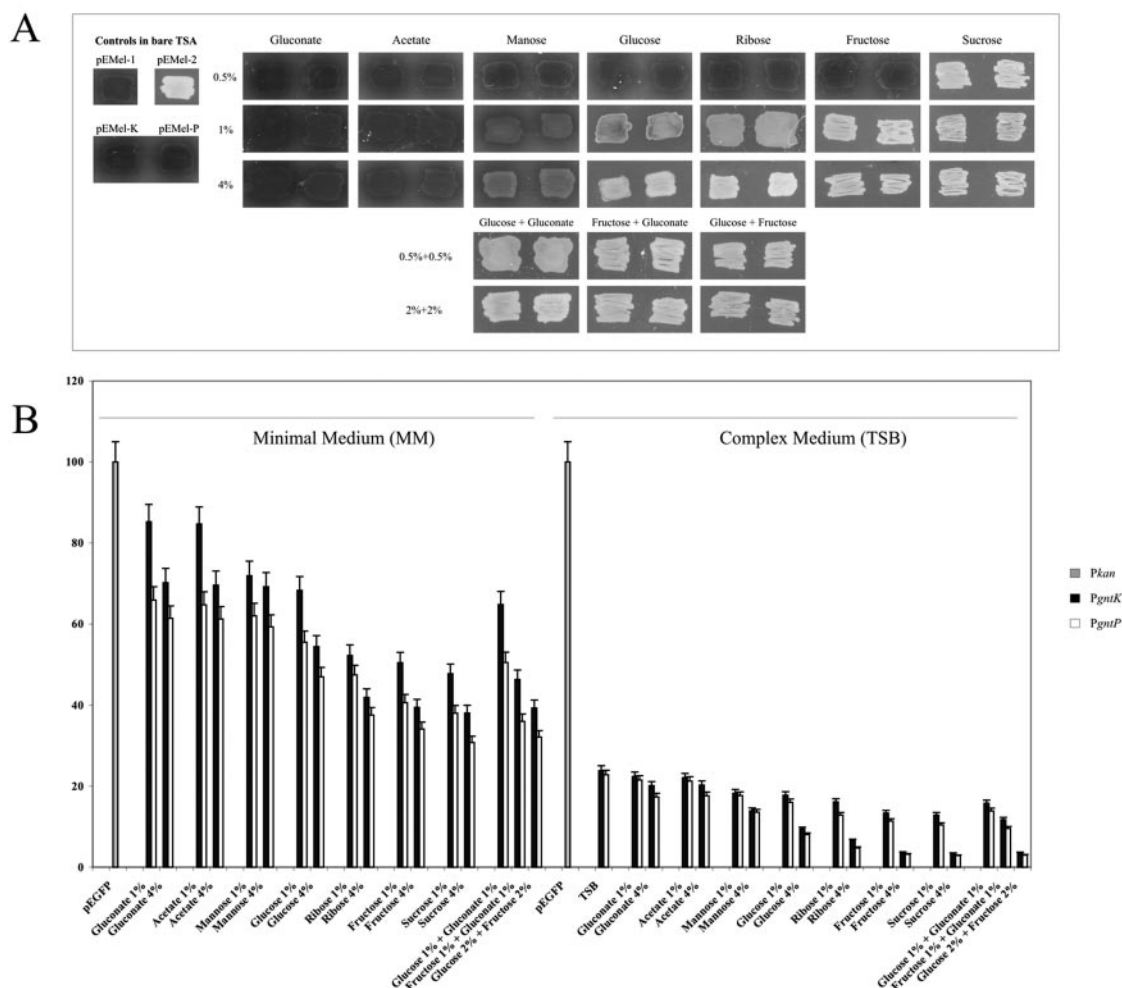 A
Controls in bare TSA
pEMel-1 pEMel-2
pEMel-K pEMel-P
Gluconate Acetate Manose Glucose Ribose Fructose Sucrose
0.5%
1%
4%
Glucose + Gluconate Fructose + Gluconate Glucose + Fructose
0.5%+0.5%
2%+2%
B
120
100
80
60
40
20
0
Minimal Medium (MM) Complex Medium (TSB)
Pkan
PgntK
PgntP
pEGFP
Gluconate 1%
Gluconate 4%
Acetate 1%
Acetate 4%
Mannose 1%
Mannose 4%
Glucose 1%
Glucose 4%
Ribose 1%
Ribose 4%
Fructose 1%
Fructose 4%
Sucrose 1%
Sucrose 4%
Glucose 1% + Gluconate 1%
Fructose 1% + Gluconate 1%
Glucose 2% + Fructose 2%
pEGFP
TSB
Gluconate 1%
Gluconate 4%
Acetate 1%
Acetate 4%
Mannose 1%
Mannose 4%
Glucose 1%
Glucose 4%
Ribose 1%
Ribose 4%
Fructose 1%
Fructose 4%
Sucrose 1%
Sucrose 4%
Glucose 1% + Gluconate 1%
Fructose 1% + Gluconate 1%
Glucose 2% + Fructose 2%